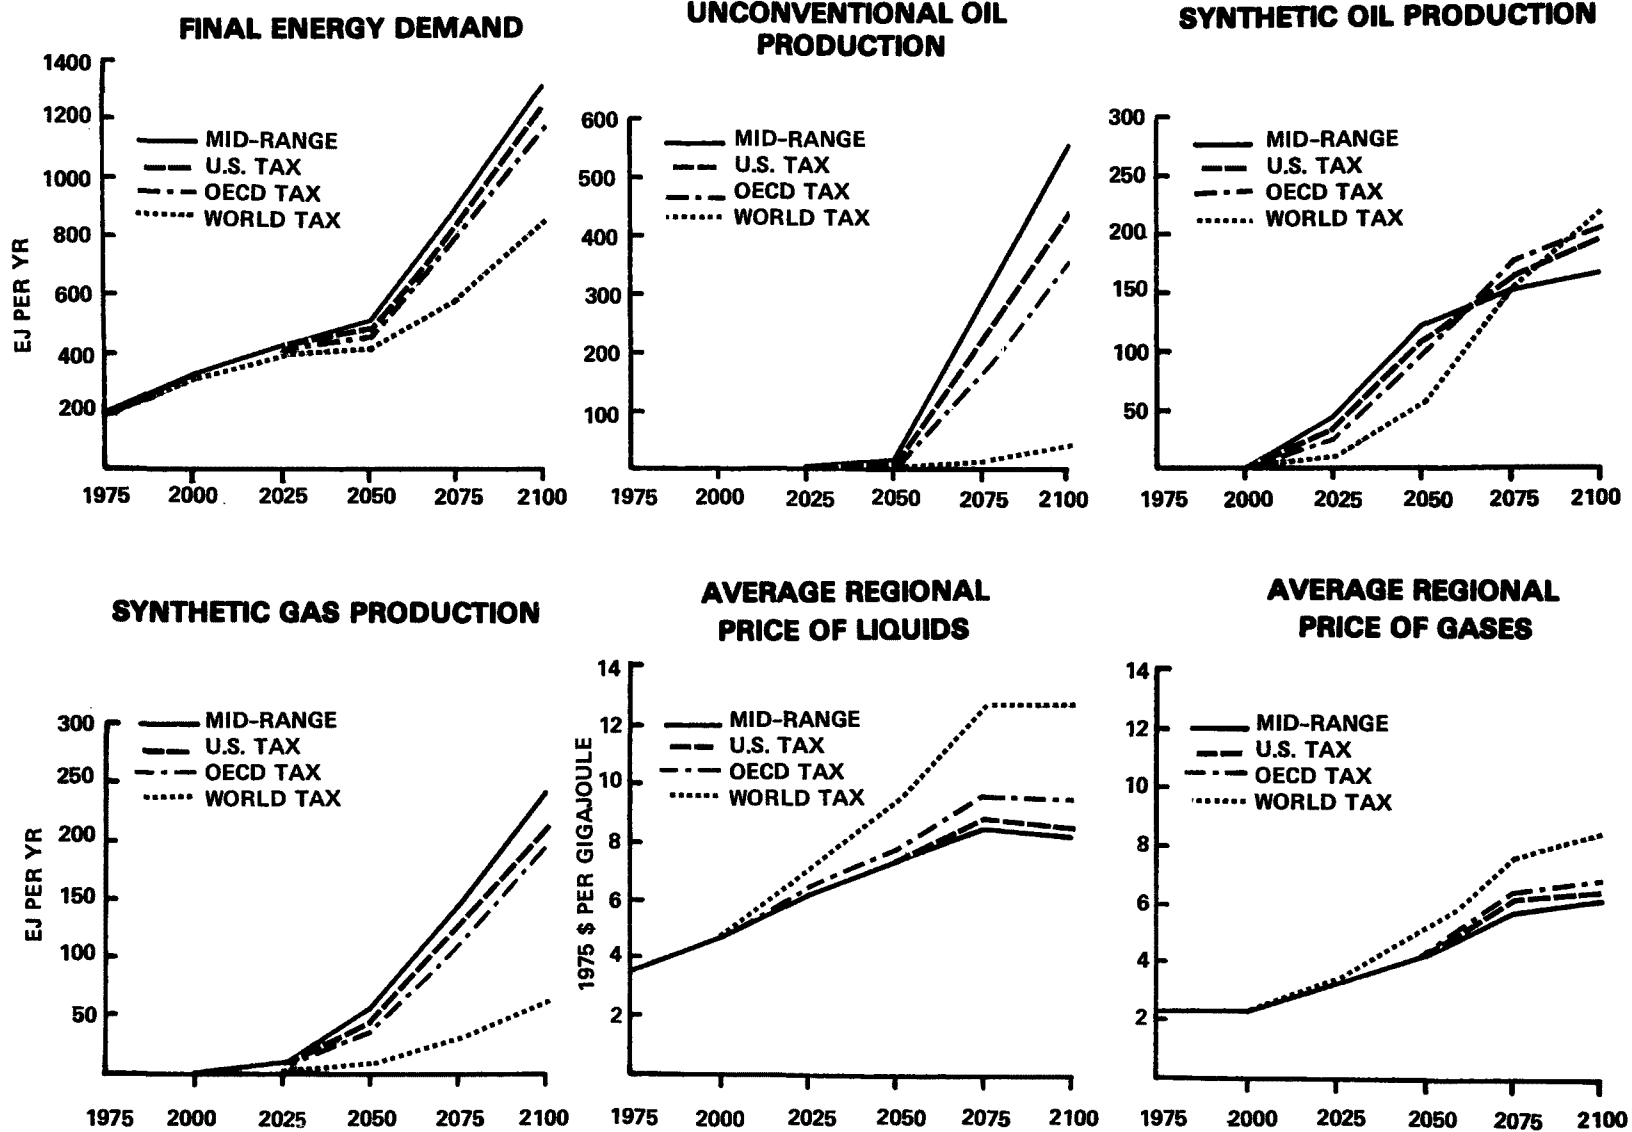 FINAL ENERGY DEMAND
1400
1200
1000
800
600
400
200
EJ PER YR
MID-RANGE
U.S. TAX
OECD TAX
WORLD TAX
1975 2000 2025 2050 2075 2100
UNCONVENTIONAL OIL
PRODUCTION
600
500
400
300
200
100
MID-RANGE
U.S. TAX
OECD TAX
WORLD TAX
1975 2000 2025 2050 2075 2100
SYNTHETIC OIL PRODUCTION
300
250
200
150
100
50
MID-RANGE
U.S. TAX
OECD TAX
WORLD TAX
1975 2000 2025 2050 2075 2100
SYNTHETIC GAS PRODUCTION
300
250
200
150
100
50
EJ PER YR
MID-RANGE
U.S. TAX
OECD TAX
WORLD TAX
1975 2000 2025 2050 2075 2100
AVERAGE REGIONAL
PRICE OF LIQUIDS
14
12
10
8
6
4
2
1975 $ PER GIGAJOULE
MID-RANGE
U.S. TAX
OECD TAX
WORLD TAX
1975 2000 2025 2050 2075 2100
AVERAGE REGIONAL
PRICE OF GASES
14
12
10
8
6
4
2
MID-RANGE
U.S. TAX
OECD TAX
WORLD TAX
1975 2000 2025 2050 2075 2100